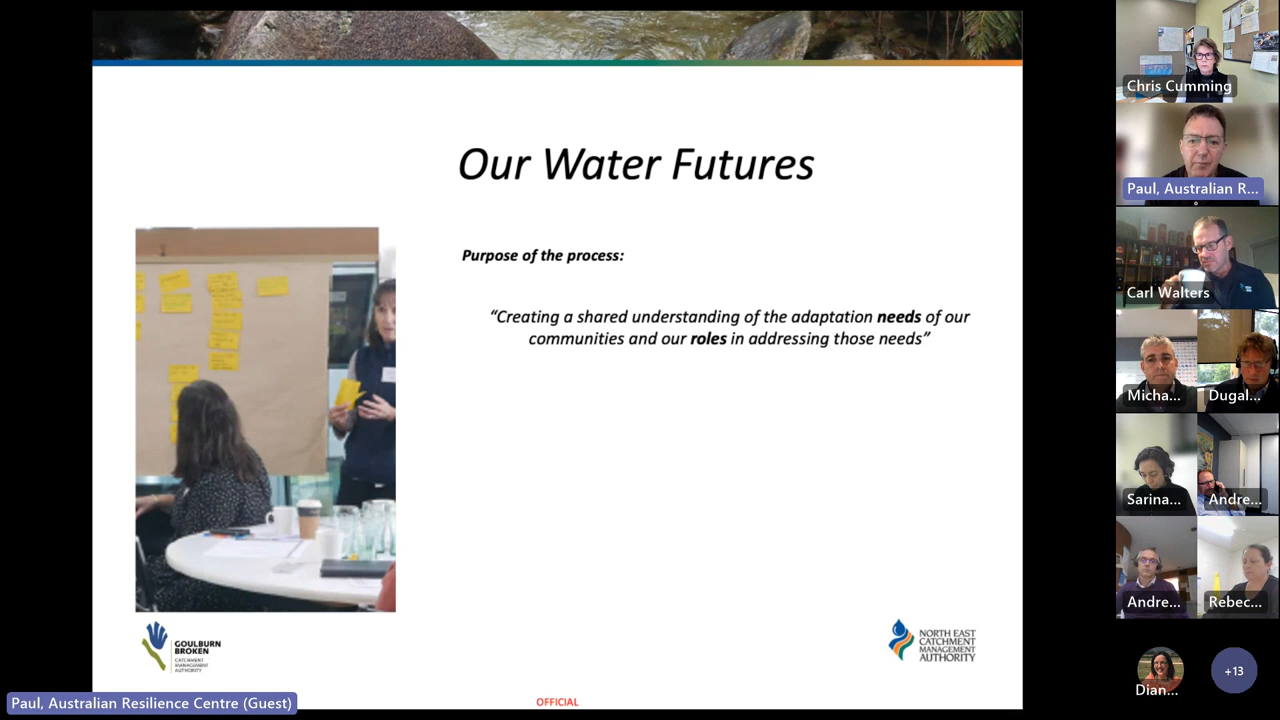 Our Water Futures
Purpose of the process:
“Creating a shared understanding of the adaptation needs of our
communities and our roles in addressing those needs”
GOULBURN
BROKEN
CATCHMENT
MANAGEMENT
AUTHORITY
NORTH EAST
CATCHMENT
MANAGEMENT
AUTHORITY
OFFICIAL
Paul, Australian Resilience Centre (Guest)
Chris Cumming
Paul, Australian R...
Carl Walters
Micha...
Dugal...
Sarina...
Andre...
Andre...
Rebec...
Dian...
+13